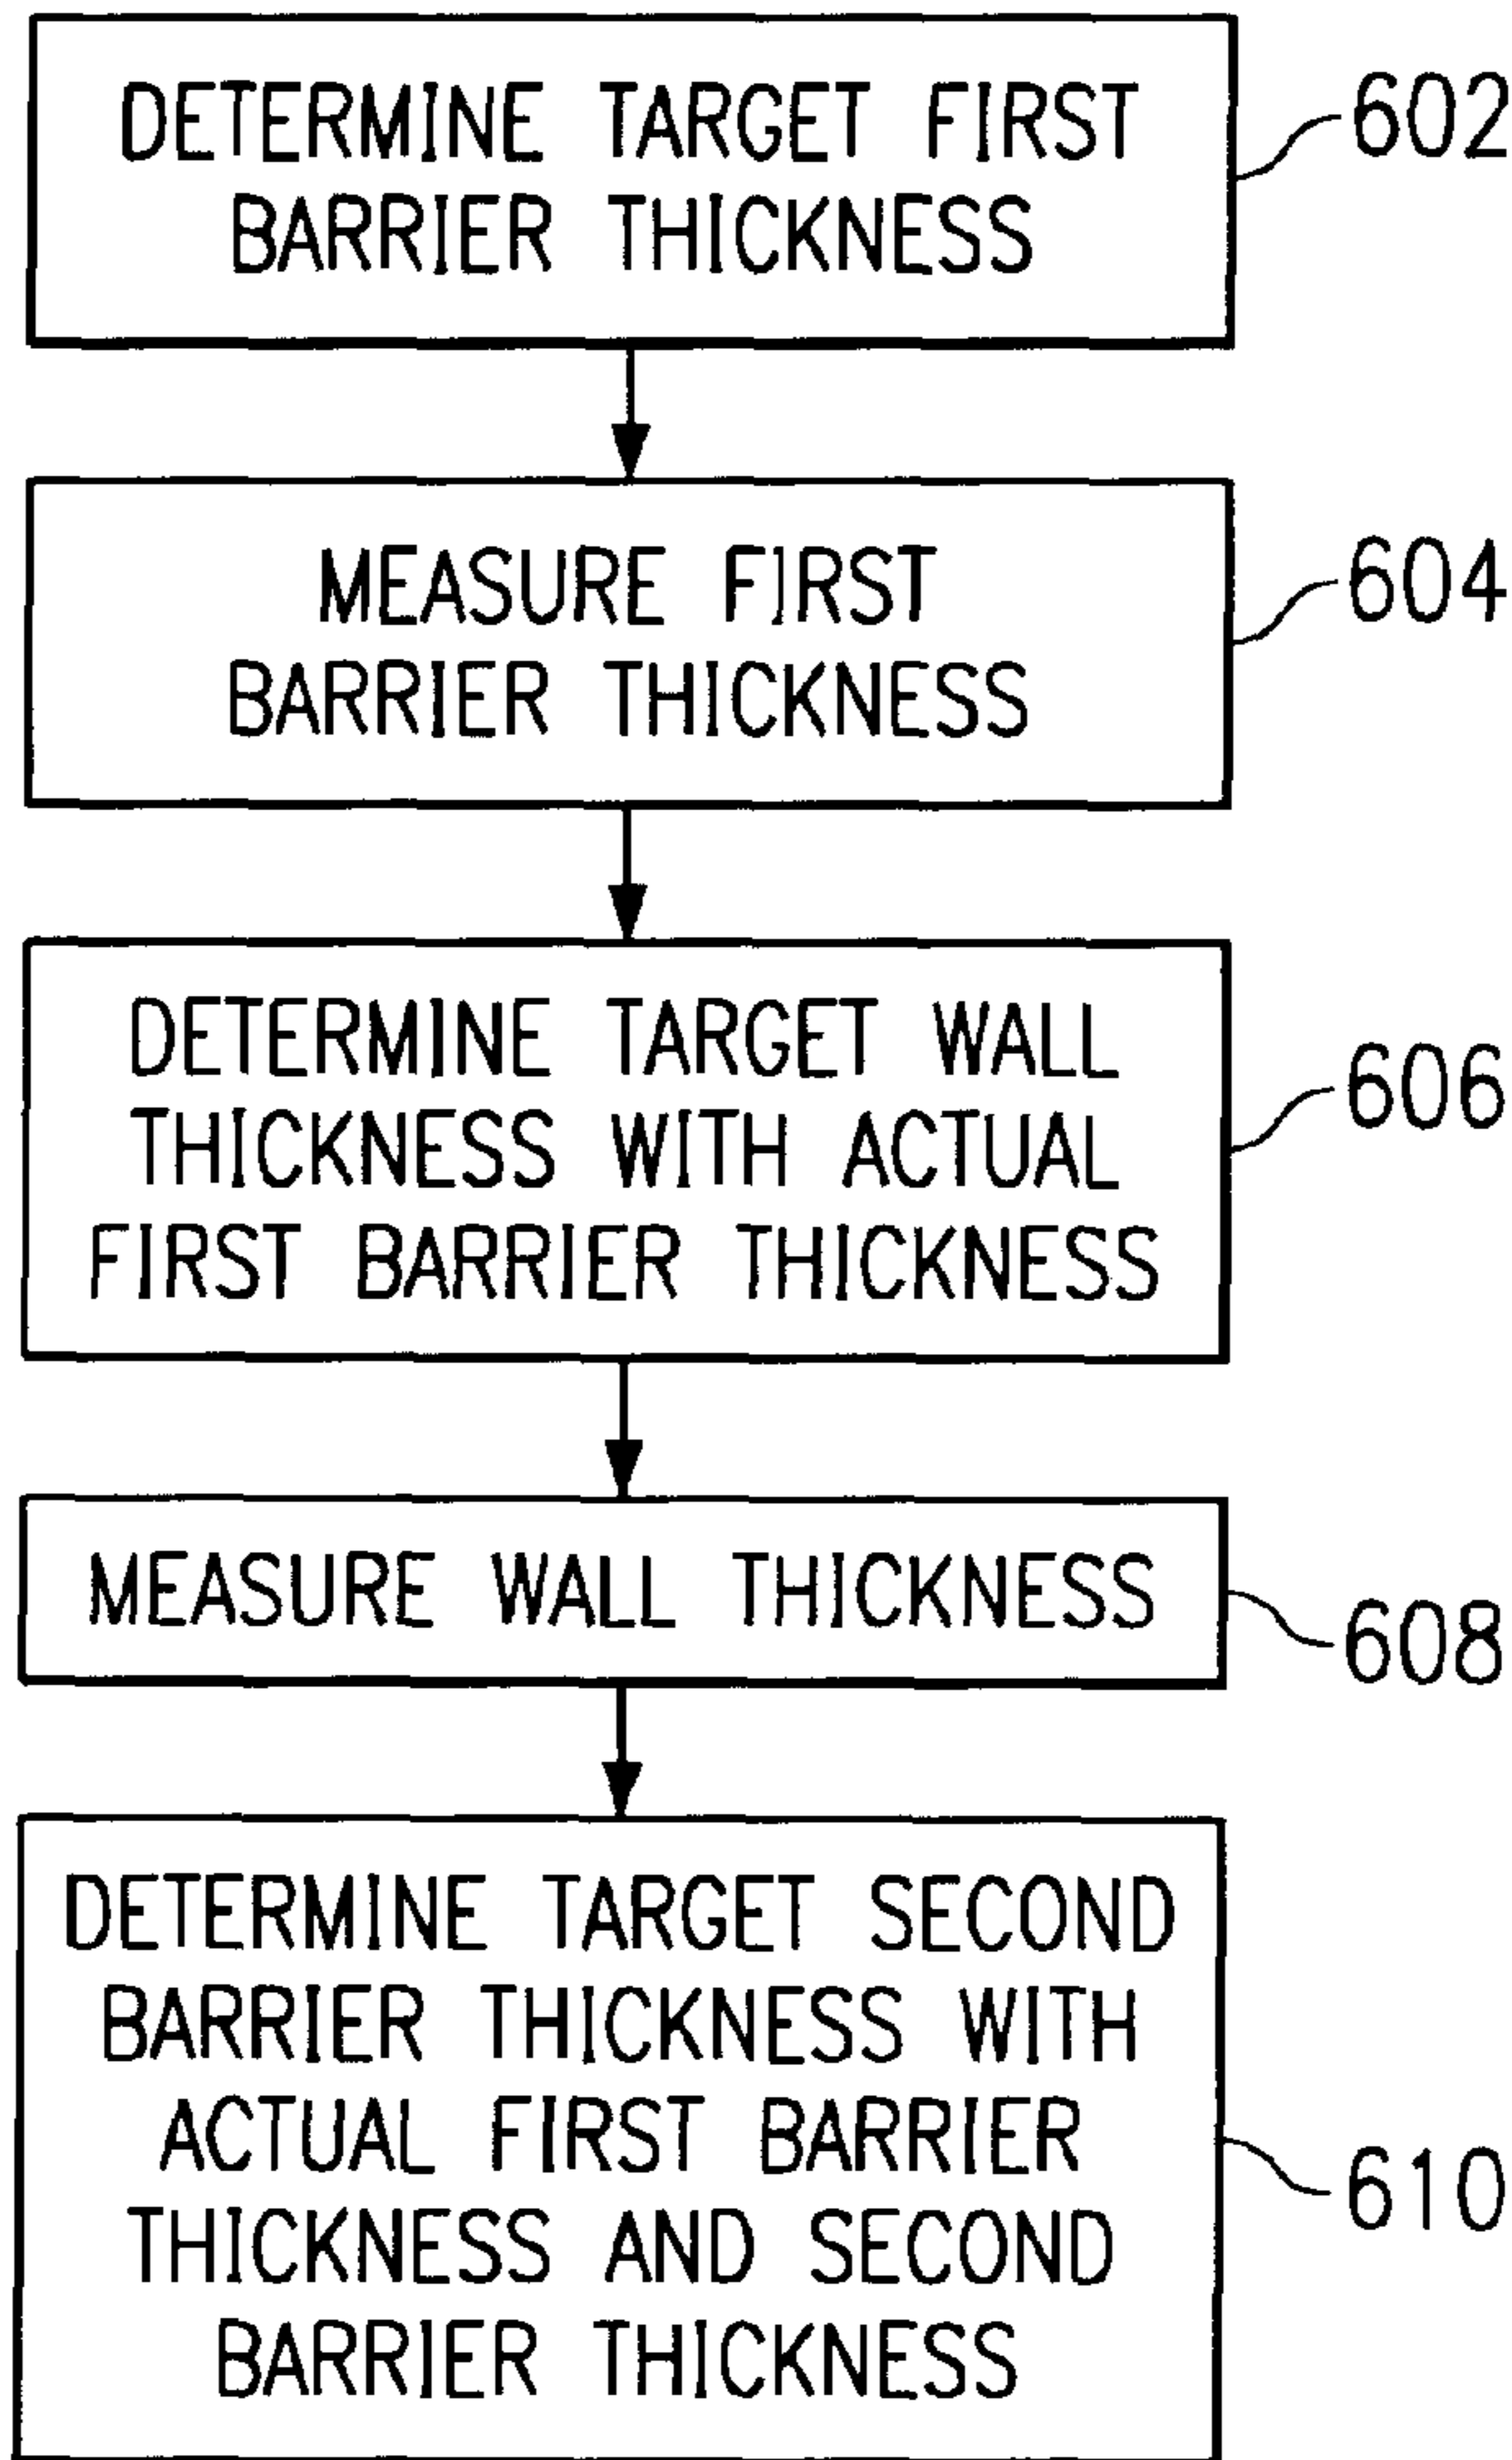 DETERMINE TARGET FIRST
BARRIER THICKNESS
602
MEASURE FIRST
BARRIER THICKNESS
604
DETERMINE TARGET WALL
THICKNESS WITH ACTUAL
FIRST BARRIER THICKNESS
606
MEASURE WALL THICKNESS
608
DETERMINE TARGET SECOND
BARRIER THICKNESS WITH
ACTUAL FIRST BARRIER
THICKNESS AND SECOND
BARRIER THICKNESS
610